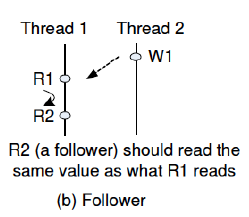 Thread 1 Thread 2
W1
R1
R2
R2 (a follower) should read the
same value as what R1 reads
(b) Follower